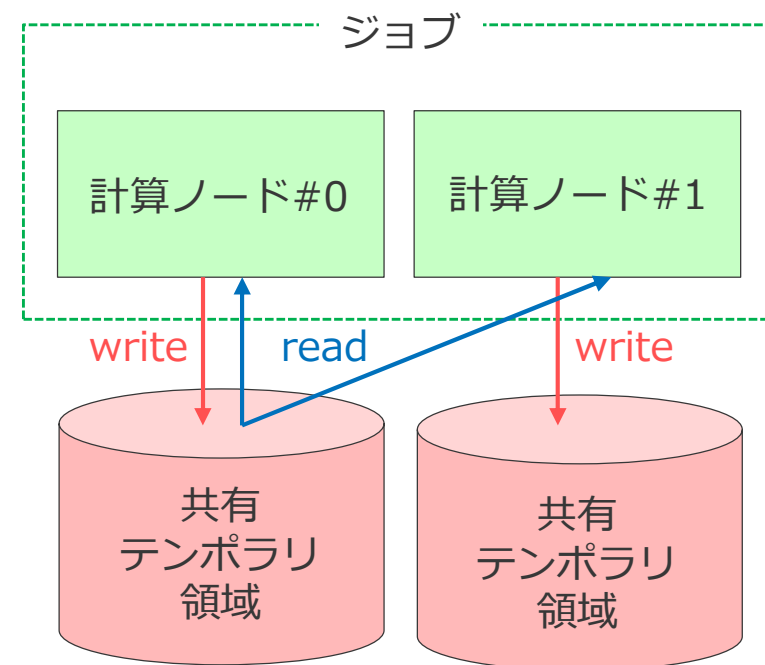 ジョブ
計算ノード#0
計算ノード#1
write
read
write
共有
テンポラリ
領域
共有
テンポラリ
領域